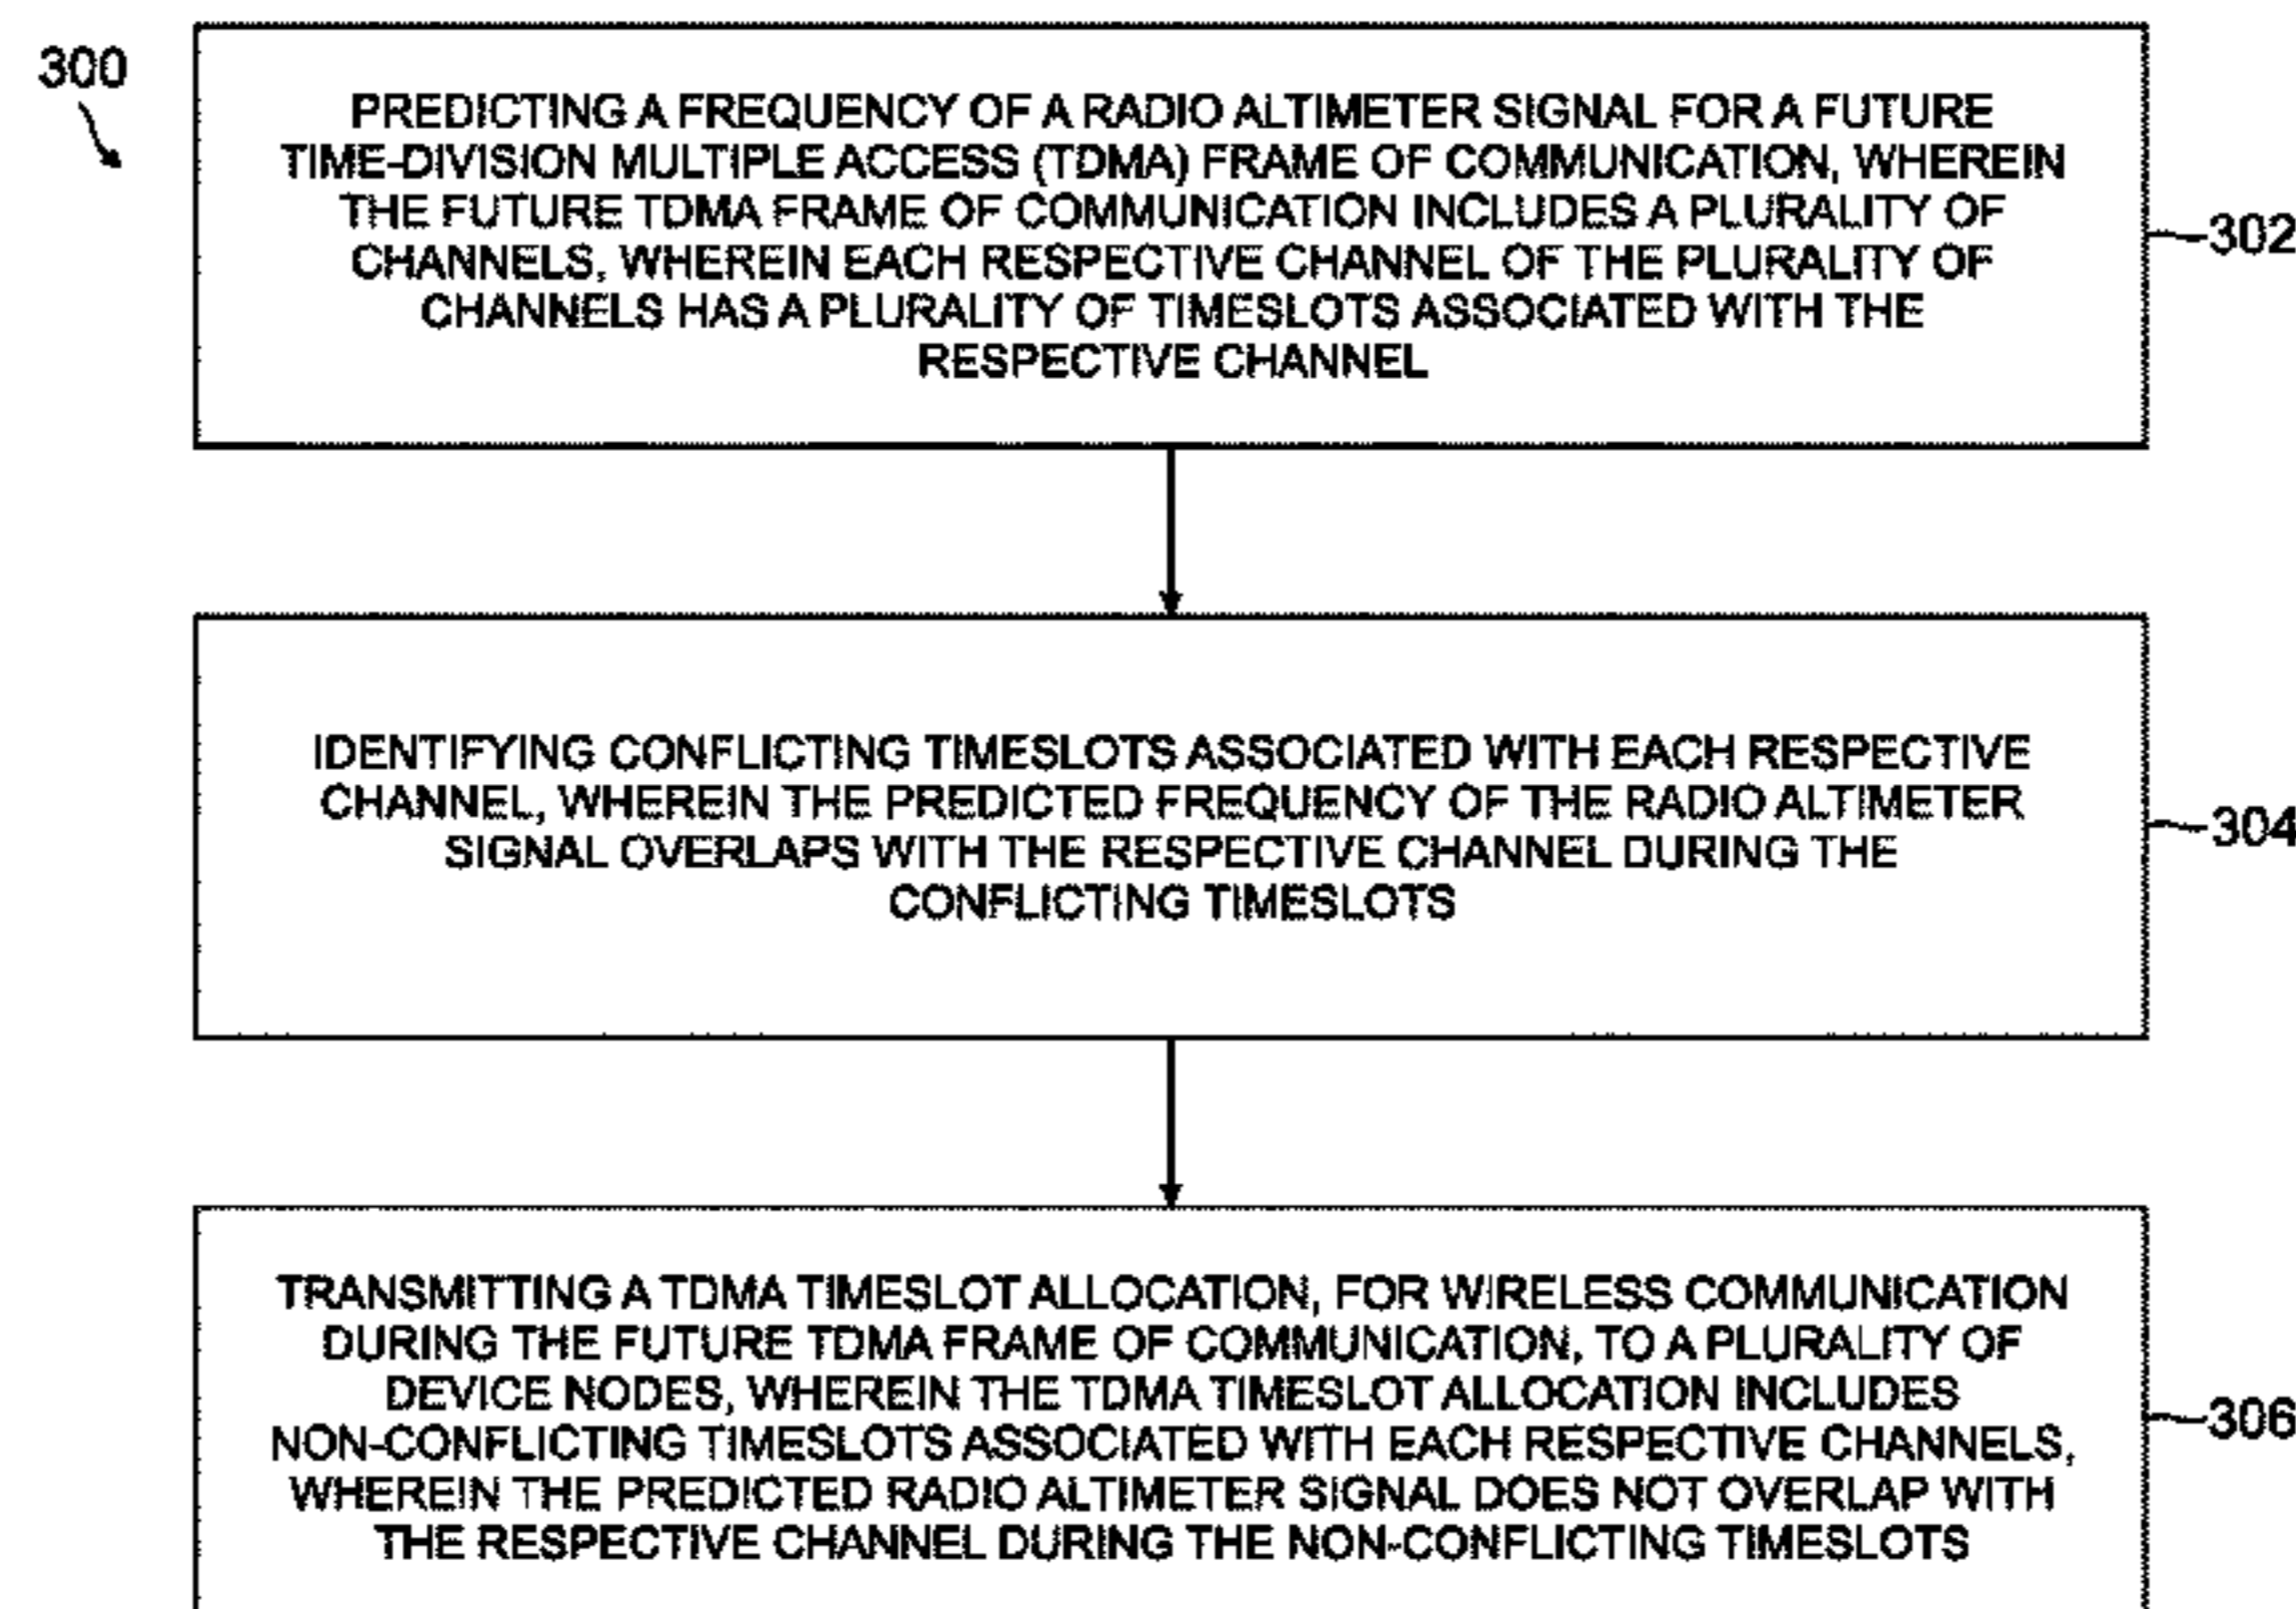 300
PREDICTING A FREQUENCY OF A RADIO ALTIMETER SIGNAL FOR A FUTURE
TIME-DIVISION MULTIPLE ACCESS (TDMA) FRAME OF COMMUNICATION, WHEREIN
THE FUTURE TDMA FRAME OF COMMUNICATION INCLUDES A PLURALITY OF
CHANNELS, WHEREIN EACH RESPECTIVE CHANNEL OF THE PLURALITY OF
CHANNELS HAS A PLURALITY OF TIMESLOTS ASSOCIATED WITH THE
RESPECTIVE CHANNEL
302
IDENTIFYING CONFLICTING TIMESLOTS ASSOCIATED WITH EACH RESPECTIVE
CHANNEL, WHEREIN THE PREDICTED FREQUENCY OF THE RADIO ALTIMETER
SIGNAL OVERLAPS WITH THE RESPECTIVE CHANNEL DURING THE
CONFLICTING TIMESLOTS
304
TRANSMITTING A TDMA TIMESLOT ALLOCATION, FOR WIRELESS COMMUNICATION
DURING THE FUTURE TDMA FRAME OF COMMUNICATION, TO A PLURALITY OF
DEVICE NODES, WHEREIN THE TDMA TIMESLOT ALLOCATION INCLUDES
NON-CONFLICTING TIMESLOTS ASSOCIATED WITH EACH RESPECTIVE CHANNELS,
WHEREIN THE PREDICTED RADIO ALTIMETER SIGNAL DOES NOT OVERLAP WITH
THE RESPECTIVE CHANNEL DURING THE NON-CONFLICTING TIMESLOTS
306